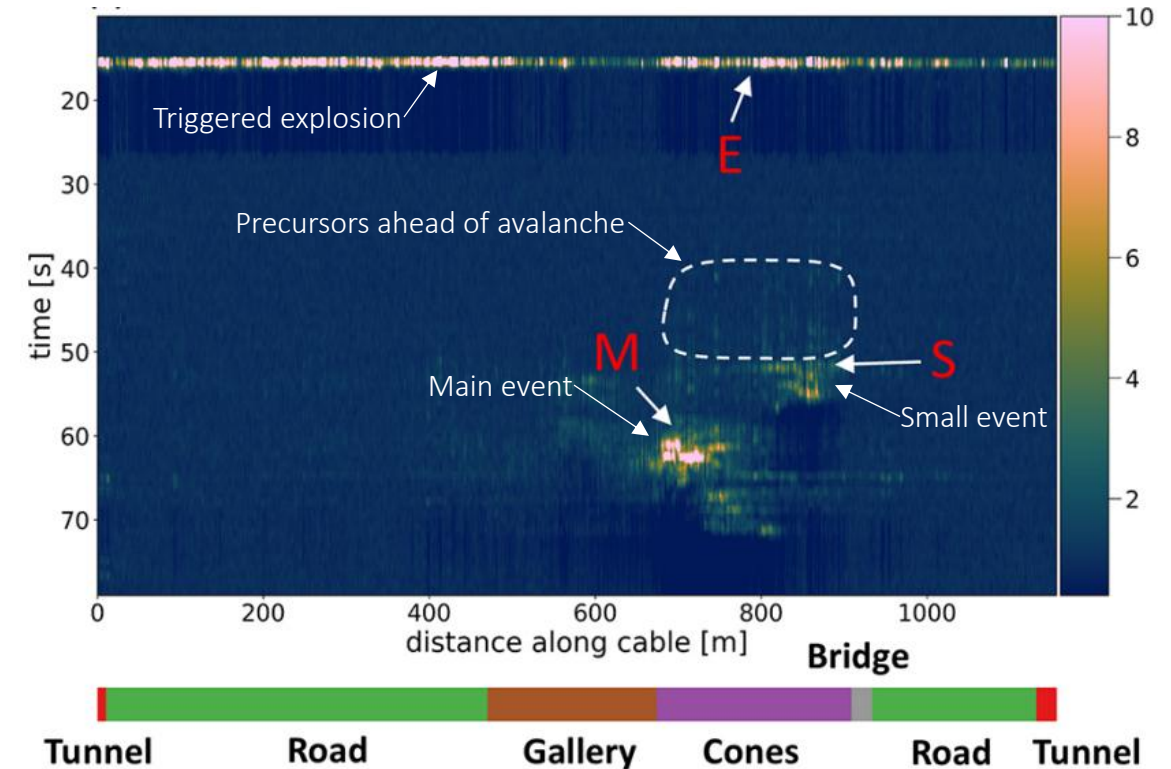 10
20
Triggered explosion
8
E
30
Precursors ahead of avalanche
6
40
time [s]
50
M
S
4
Main event
Small event
60
2
70
0
200
400
600
800
1000
distance along cable [m]
Bridge
Tunnel
Road
Gallery
Cones
Road
Tunnel